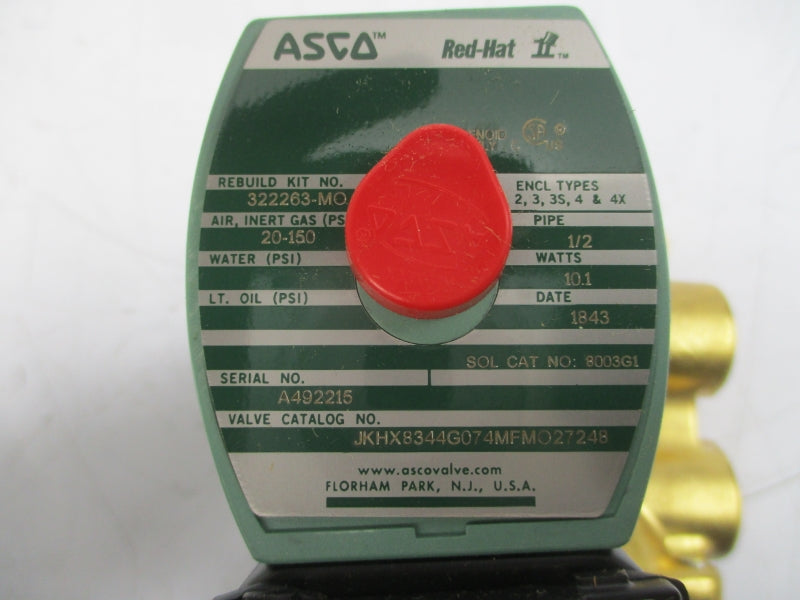 ASCO™ Red-Hat II™
REBUILD KIT NO. ENCL TYPES
322263-MO 2, 3, 3S, 4 & 4X
AIR, INERT GAS (PS PIPE
20-150 1/2
WATER (PSI) WATTS
10.1
LT. OIL (PSI) DATE
1843
SOL CAT NO: 8003G1
SERIAL NO.
A492215
VALVE CATALOG NO.
JKHX8344G074MFMO27248
www.ascovalve.com
FLORHAM PARK, N.J., U.S.A.